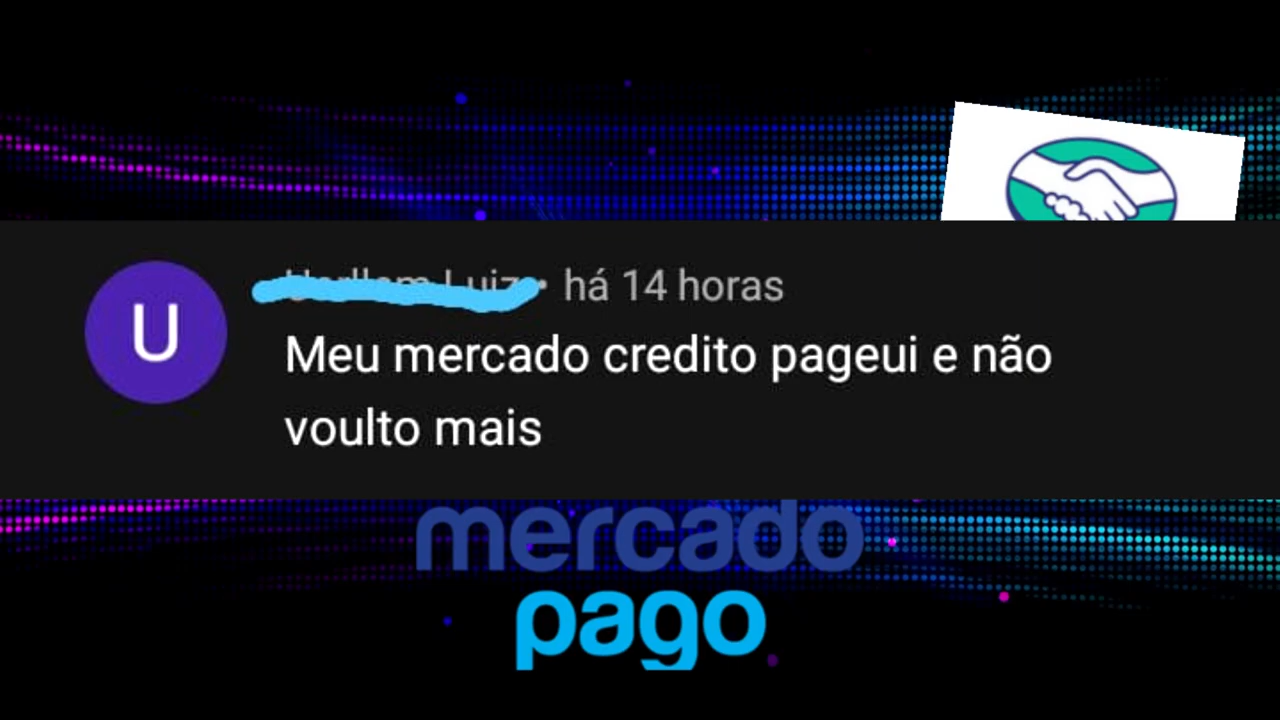 U
• há 14 horas
Meu mercado credito pageui e não
voulto mais
mercado
pago